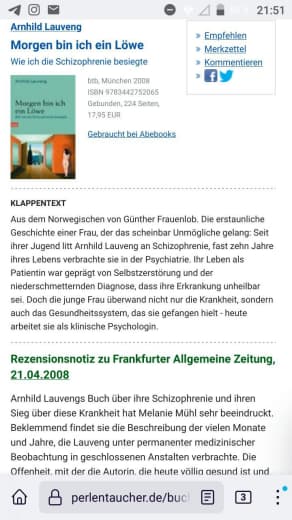 21:51
Arnhild Lauveng
Morgen bin ich ein Löwe
Wie ich die Schizophrenie besiegte
Arnhild Lauveng
Morgen bin ich
ein Löwe
btb, München 2008
ISBN 9783442752065
Gebunden, 224 Seiten,
17,95 EUR
Gebraucht bei Abebooks
» Empfehlen
» Merkzettel
» Kommentieren
»
KLAPPENTEXT
Aus dem Norwegischen von Günther Frauenlob. Die erstaunliche
Geschichte einer Frau, der das scheinbar Unmögliche gelang: Seit
ihrer Jugend litt Arnhild Lauveng an Schizophrenie, fast zehn Jahre
ihres Lebens verbrachte sie in der Psychiatrie. Ihr Leben als
Patientin war geprägt von Selbstzerstörung und der
niederschmetternden Diagnose, dass ihre Erkrankung unheilbar
sei. Doch die junge Frau überwand nicht nur die Krankheit, sondern
auch das Gesundheitssystem, das sie gefangen hielt - heute
arbeitet sie als klinische Psychologin.
Rezensionsnotiz zu Frankfurter Allgemeine Zeitung,
21.04.2008
Arnhild Lauvengs Buch über ihre Schizophrenie und ihren
Sieg über diese Krankheit hat Melanie Mühl sehr beeindruckt.
Beklemmend findet sie die Beschreibung der vielen Monate
und Jahre, die Lauveng unter permanenter medizinischer
Beobachtung in geschlossenen Anstalten verbrachte. Die
Offenheit, mit der die Autorin, die heute völlig gesund ist und
perlentaucher.de/buc
3